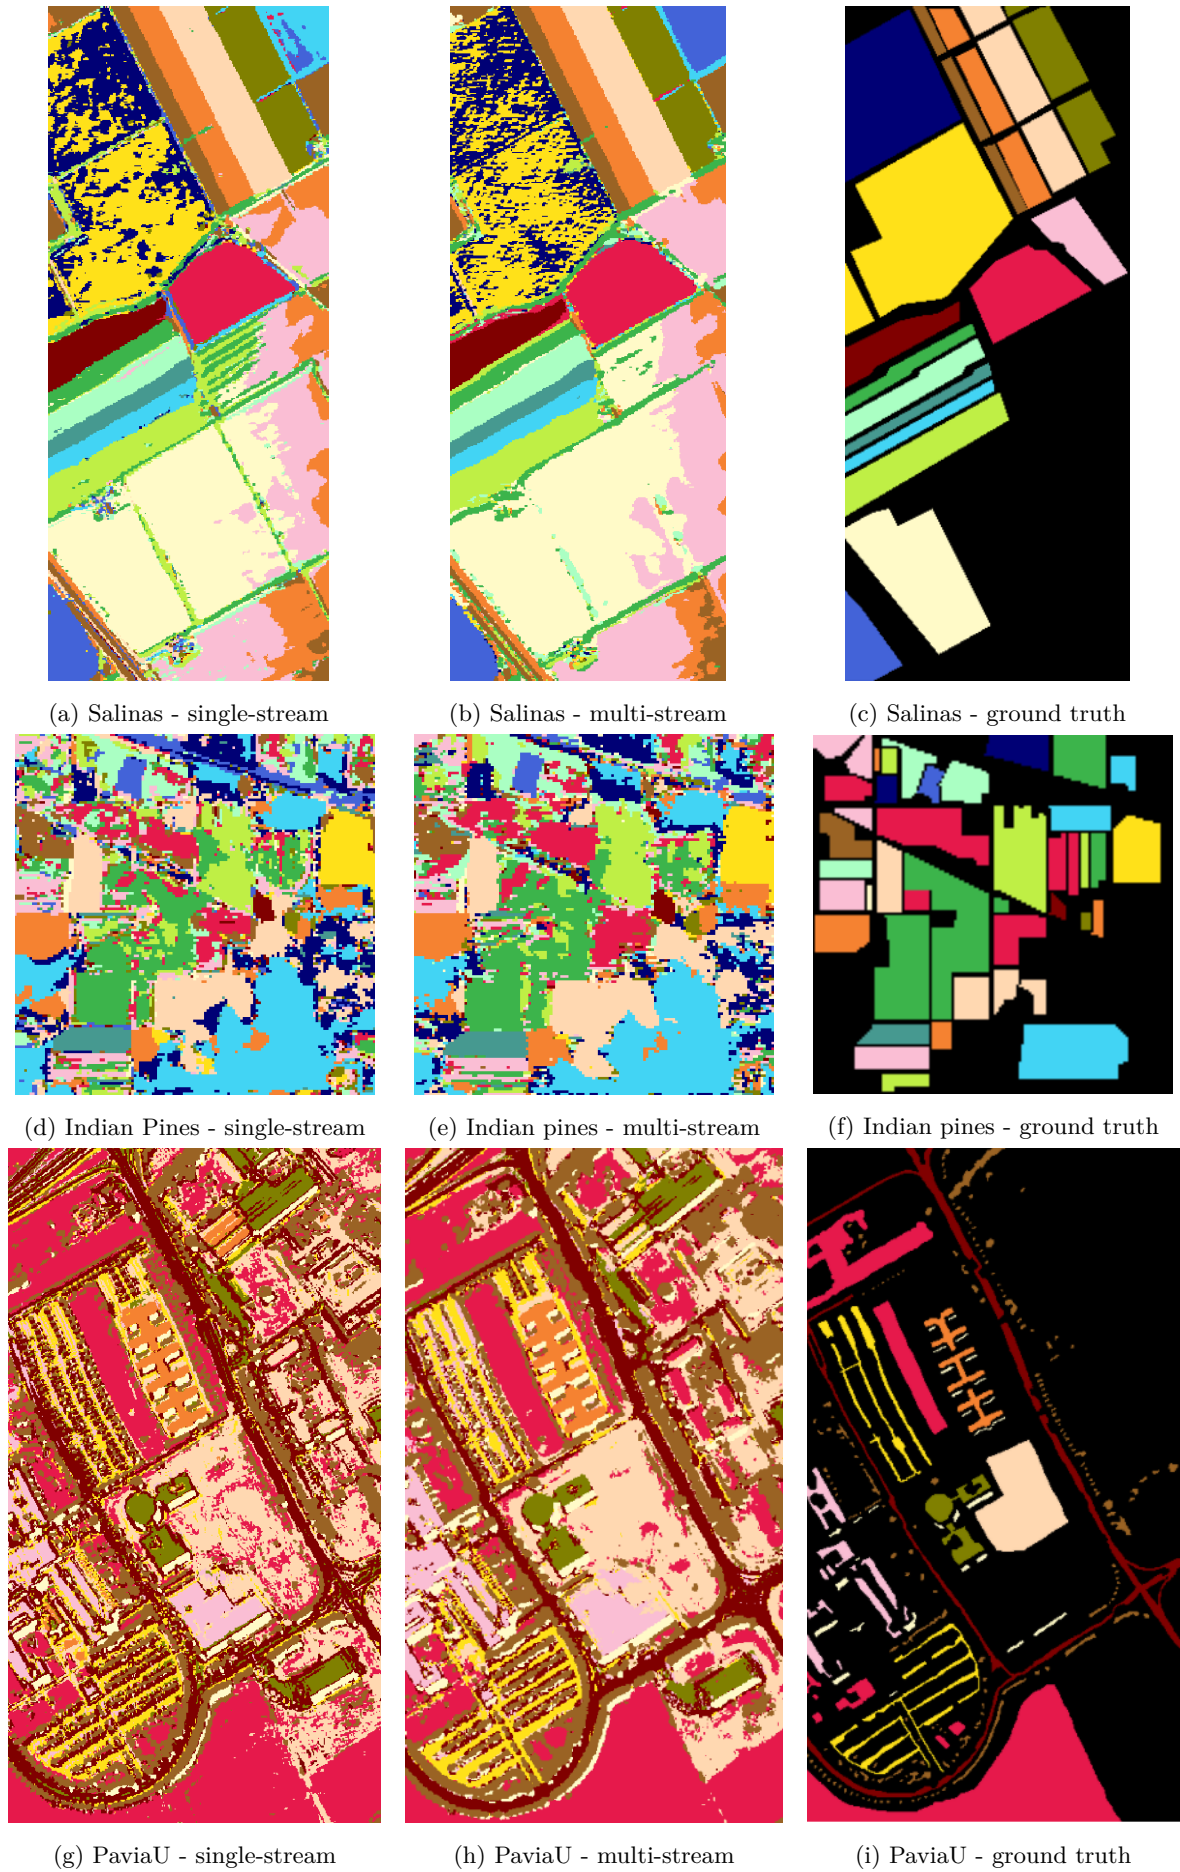 (a) Salinas - single-stream
(b) Salinas - multi-stream
(c) Salinas - ground truth
(d) Indian Pines - single-stream
(e) Indian pines - multi-stream
(f) Indian pines - ground truth
(g) PaviaU - single-stream
(h) PaviaU - multi-stream
(i) PaviaU - ground truth